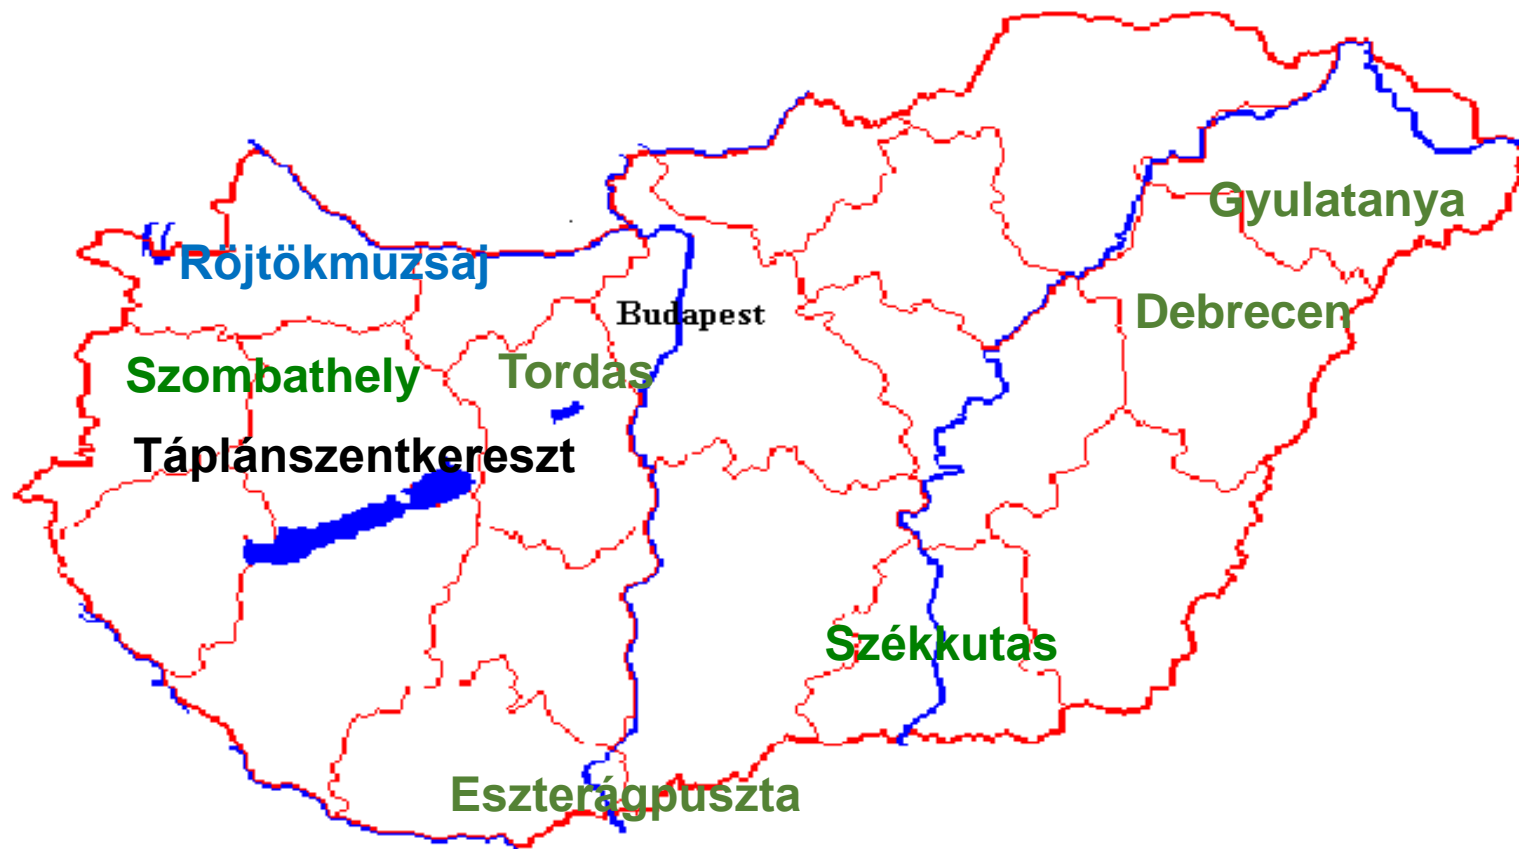 Gyulatanya
Röjtökmuzsaj
Budapest
Debrecen
Szombathely
Tordas
Táplánszentkereszt
Székkutas
Eszterágpuszta